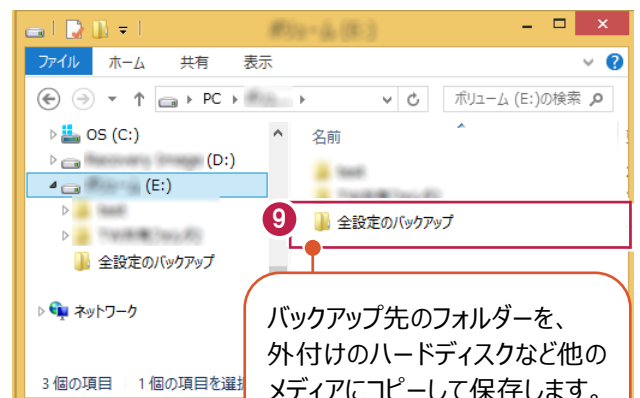 ファイル ホーム 共有 表示
PC
ボリューム (E:)の検索
OS (C:)
(D:)
(E:)
全設定のバックアップ
ネットワーク
名前
9 全設定のバックアップ
バックアップ先のフォルダーを、
外付けのハードディスクなど他の
メディアにコピーして保存します。
3 個の項目 1 個の項目を選択